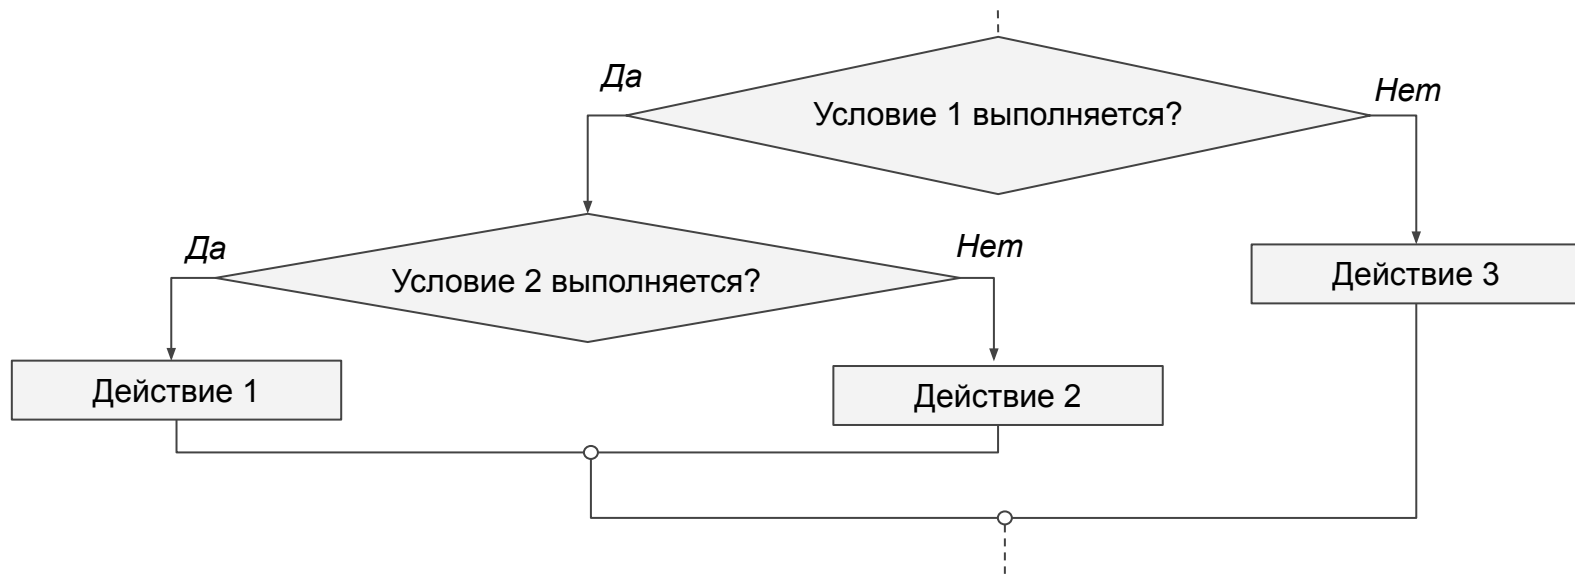 Да
Нет
Условие 1 выполняется?
Да
Нет
Условие 2 выполняется?
Действие 3
Действие 1
Действие 2